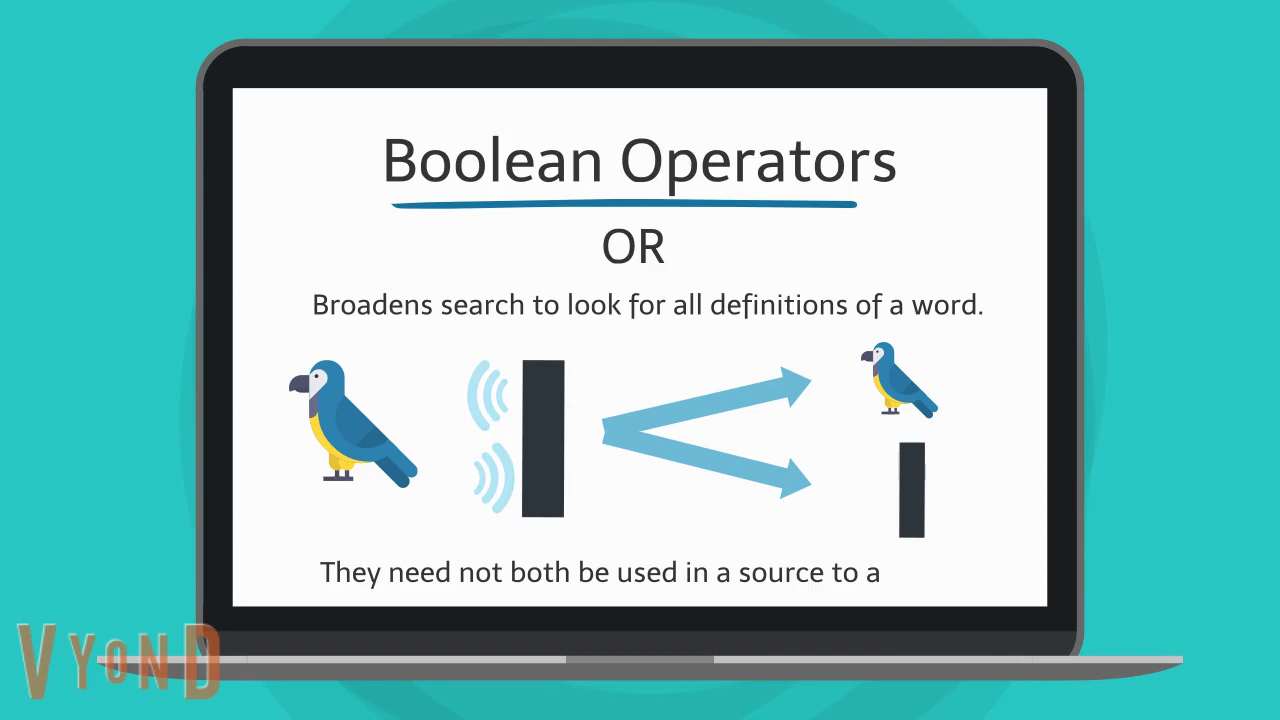 Boolean Operators
OR
Broadens search to look for all definitions of a word.
They need not both be used in a source to a
VYOND